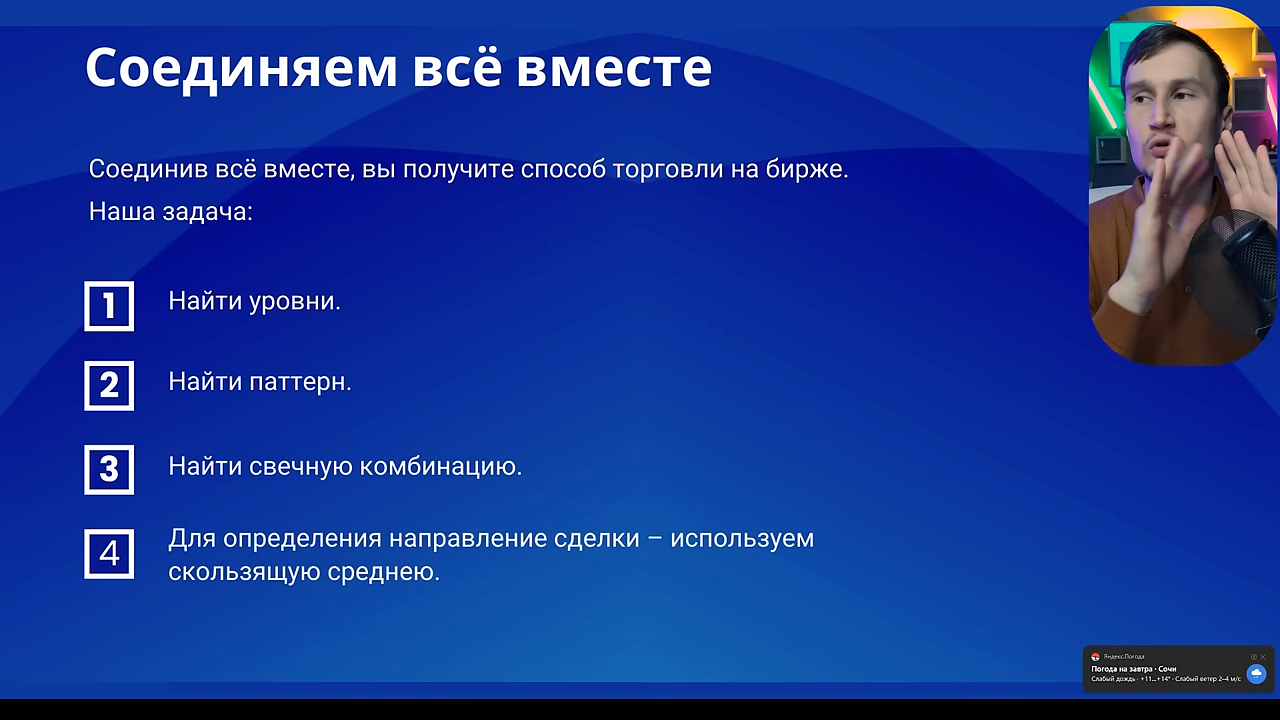 Соединяем всё вместе
Соединив всё вместе, вы получите способ торговли на бирже.
Наша задача:
1 Найти уровни.
2 Найти паттерн.
3 Найти свечную комбинацию.
4 Для определения направление сделки – используем
скользящую среднею.
Яндекс.Погода
Погода на завтра · Сочи
Слабый дождь · +11...+14° · Слабый ветер 2–4 м/с